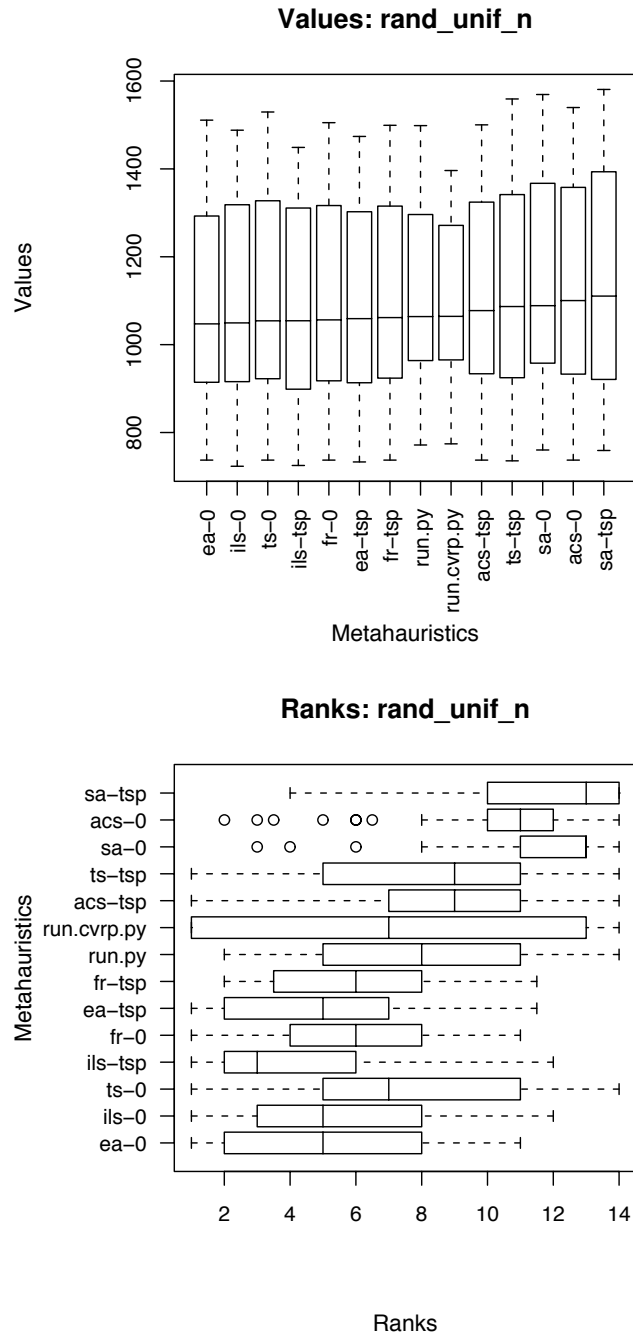 Values: rand_unif_n
Values
1600
1400
1200
1000
800
ea−0
ils−0
ts−0
ils−tsp
fr−0
ea−tsp
fr−tsp
run.py
run.cvrp.py
acs−tsp
ts−tsp
sa−0
acs−0
sa−tsp
Metahauristics
Ranks: rand_unif_n
Metahauristics
sa−tsp
acs−0
sa−0
ts−tsp
acs−tsp
run.cvrp.py
run.py
fr−tsp
ea−tsp
fr−0
ils−tsp
ts−0
ils−0
ea−0
2 4 6 8 10 12 14
Ranks